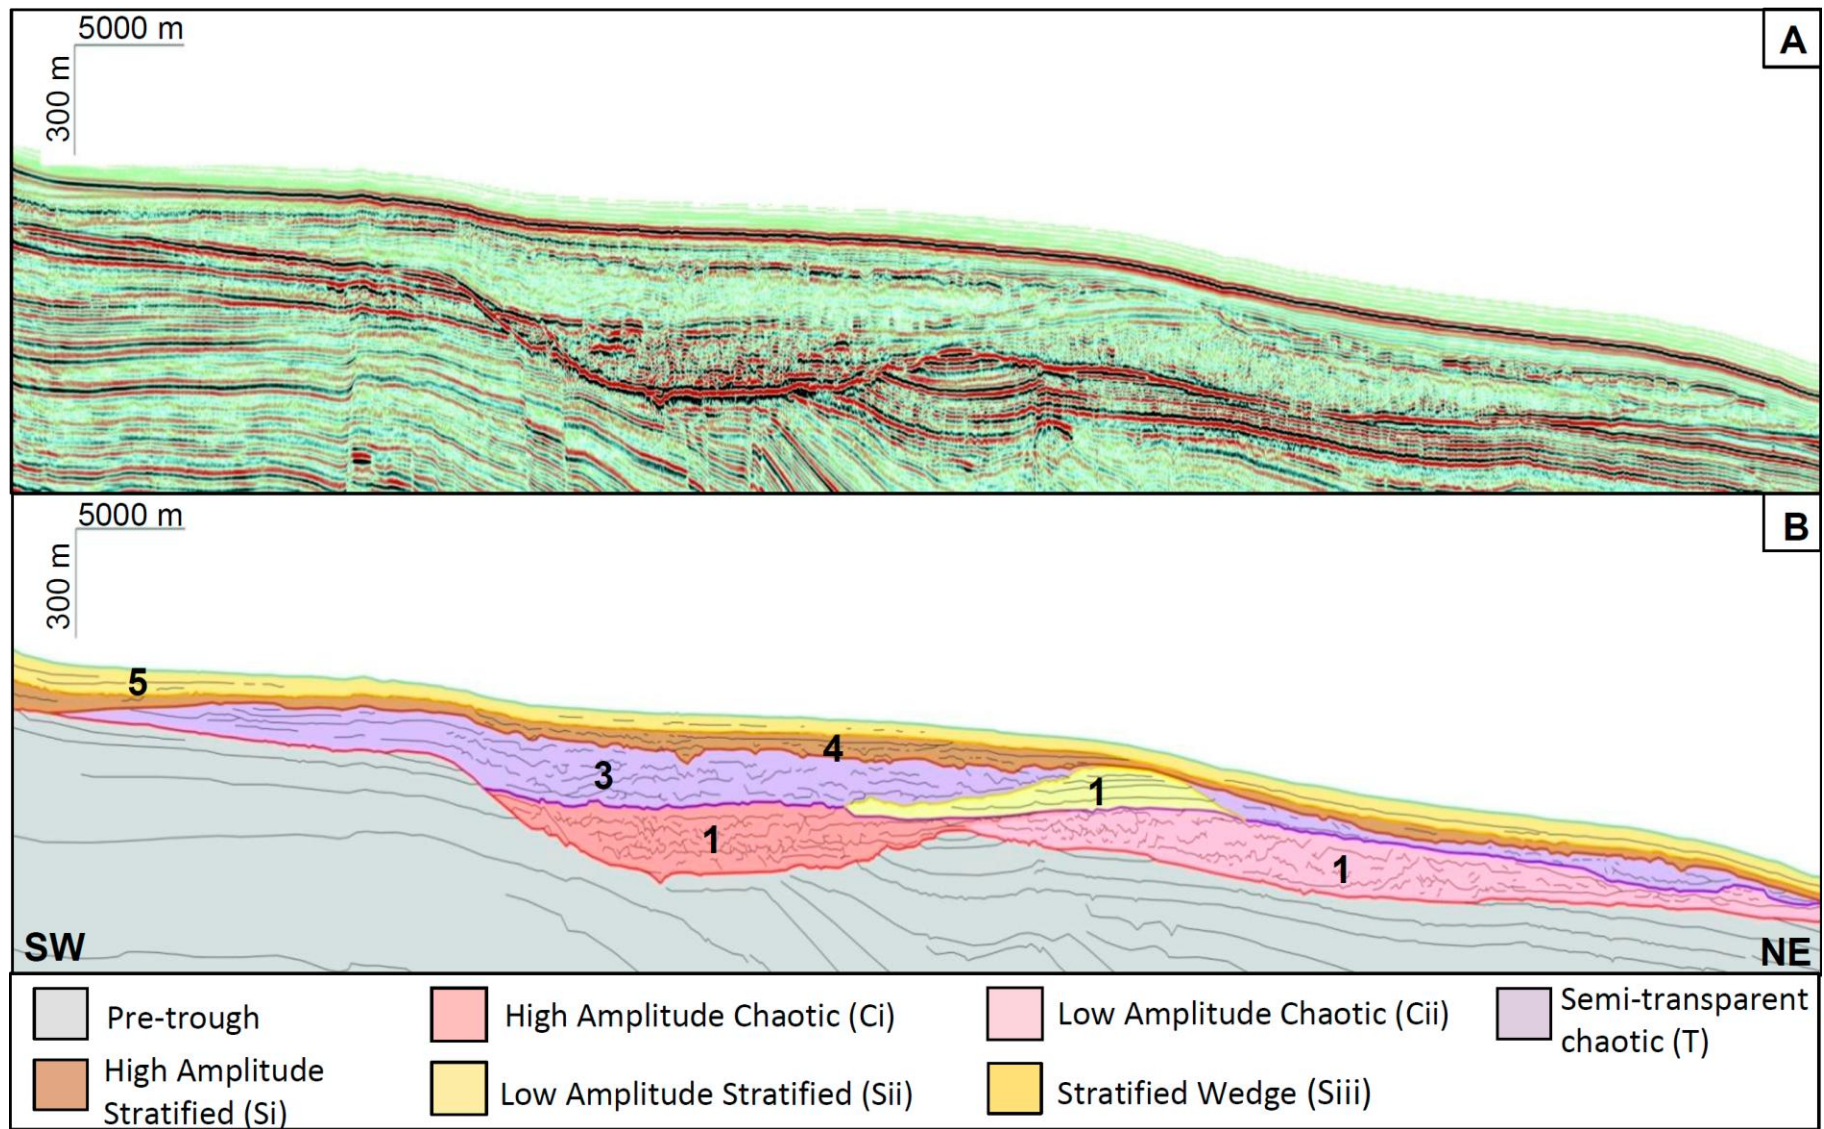 5000 m
A
300 m
5000 m
B
300 m
5
4
3
1
1
1
SW
NE
Pre-trough
High Amplitude Chaotic (Ci)
Low Amplitude Chaotic (Cii)
Semi-transparent
chaotic (T)
High Amplitude
Stratified (Si)
Low Amplitude Stratified (Sii)
Stratified Wedge (Siii)